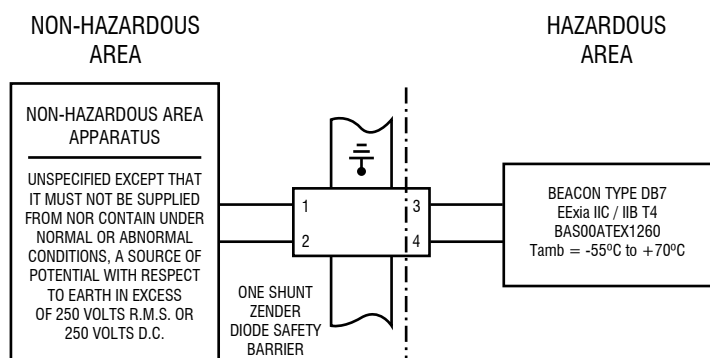 NON-HAZARDOUS
AREA
HAZARDOUS
AREA
NON-HAZARDOUS AREA
APPARATUS
UNSPECIFIED EXCEPT THAT
IT MUST NOT BE SUPPLIED
FROM NOR CONTAIN UNDER
NORMAL OR ABNORMAL
CONDITIONS, A SOURCE OF
POTENTIAL WITH RESPECT
TO EARTH IN EXCESS
OF 250 VOLTS R.M.S. OR
250 VOLTS D.C.
1
2
3
4
ONE SHUNT
ZENDER
DIODE SAFETY
BARRIER
BEACON TYPE DB7
EExia IIC / IIB T4
BAS00ATEX1260
Tamb = -55ºC to +70ºC